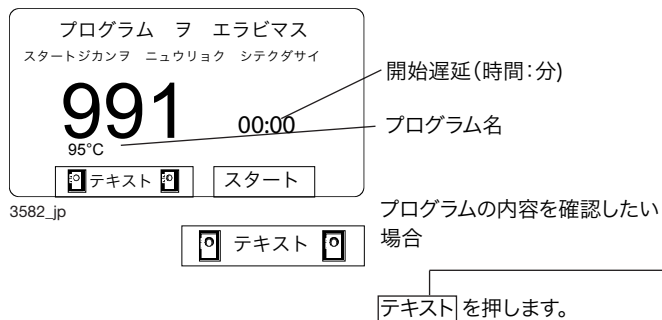 プログラム ヲ エラビマス
スタートジカンヲ ニュウリョク シテクダサイ
991
00:00
95°C
テキスト
スタート
開始遅延(時間:分)
プログラム名
3582_jp
テキスト
プログラムの内容を確認したい
場合
テキスト を押します。